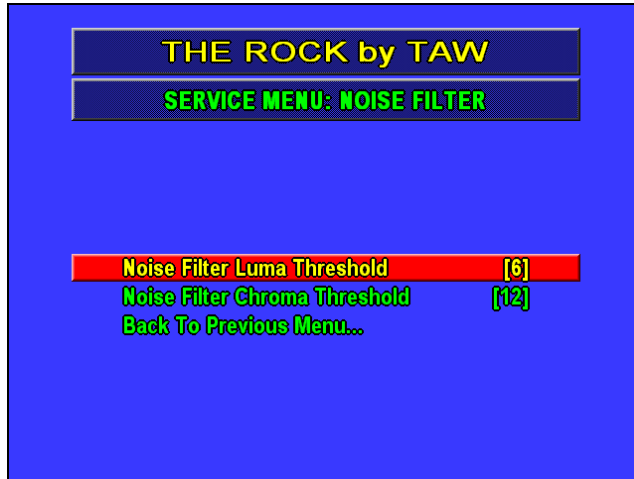 THE ROCK by TAW
SERVICE MENU: NOISE FILTER
Noise Filter Luma Threshold [6]
Noise Filter Chroma Threshold [12]
Back To Previous Menu...